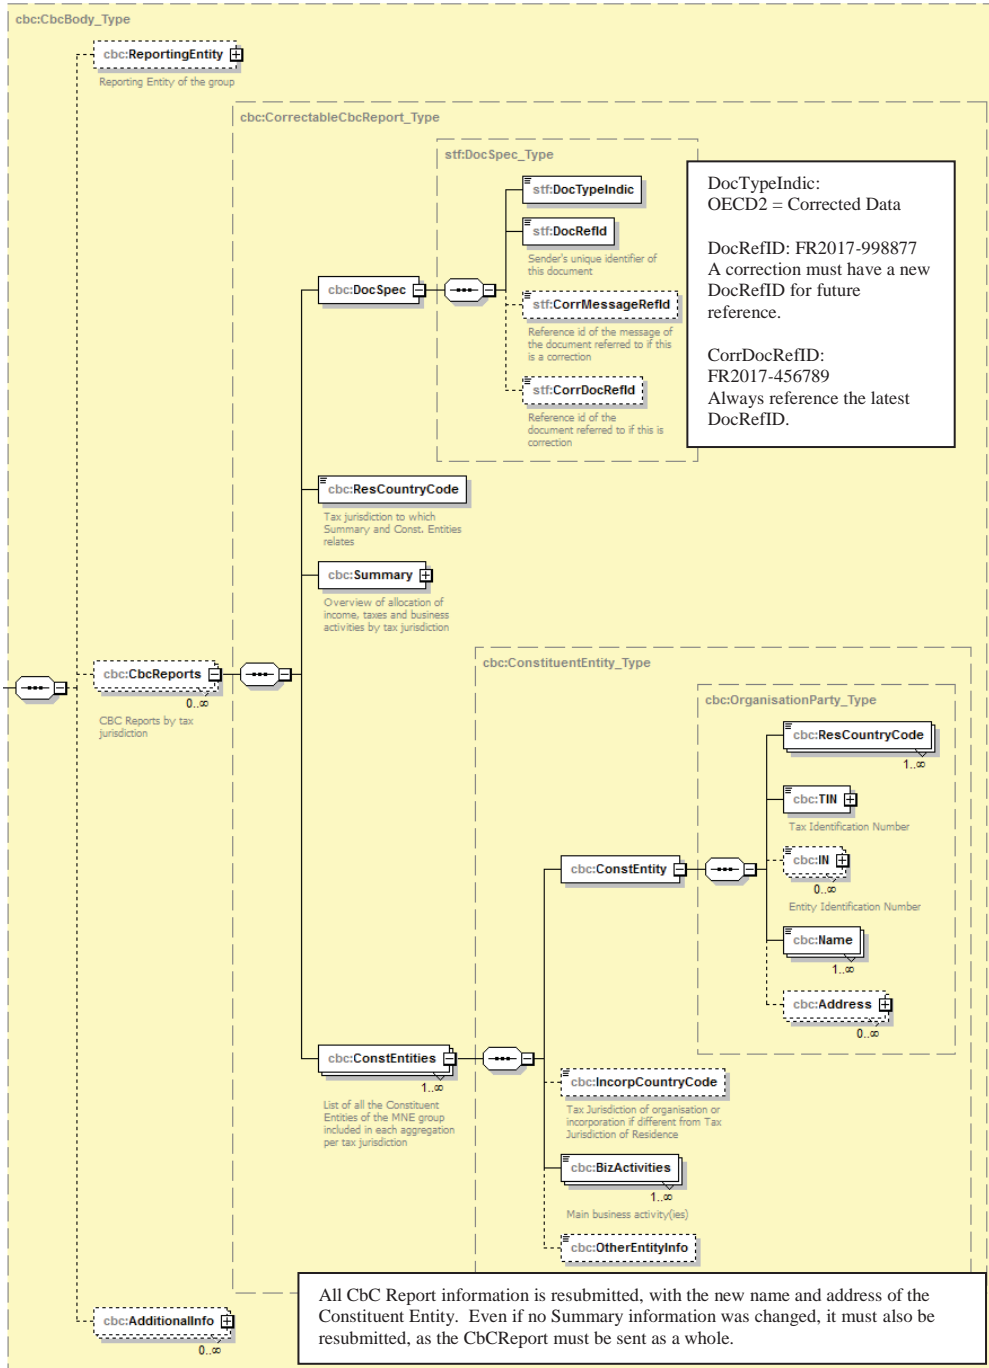 cbc:CbcBody_Type
cbc:ReportingEntity
Reporting Entity of the group
cbc:CorrectableCbcReport_Type
stf:DocSpec_Type
stf:DocTypeIndic
stf:DocRefId
Sender's unique identifier of
this document
cbc:DocSpec
stf:CorrMessageRefId
Reference id of the message of
the document referred to if this
is a correction
stf:CorrDocRefId
Reference id of the
document referred to if this is
correction
DocTypeIndic:
OECD2 = Corrected Data
DocRefID: FR2017-998877
A correction must have a new
DocRefID for future
reference.
CorrDocRefID:
FR2017-456789
Always reference the latest
DocRefID.
cbc:ResCountryCode
Tax jurisdiction to which
Summary and Const. Entities
relates
cbc:Summary
Overview of allocation of
income, taxes and business
activities by tax jurisdiction
cbc:CbcReports
0..∞
CBC Reports by tax
jurisdiction
cbc:ConstituentEntity_Type
cbc:OrganisationParty_Type
cbc:ResCountryCode
1..∞
cbc:TIN
Tax Identification Number
cbc:ConstEntity
cbc:IN
0..∞
Entity Identification Number
cbc:Name
1..∞
cbc:Address
0..∞
cbc:ConstEntities
1..∞
List of all the Constituent
Entities of the MNE group
included in each aggregation
per tax jurisdiction
cbc:IncorpCountryCode
Tax Jurisdiction of organisation or
incorporation if different from Tax
Jurisdiction of Residence
cbc:BizActivities
1..∞
Main business activity(ies)
cbc:OtherEntityInfo
All CbC Report information is resubmitted, with the new name and address of the
Constituent Entity.  Even if no Summary information was changed, it must also be
resubmitted, as the CbCReport must be sent as a whole.
cbc:AdditionalInfo
0..∞